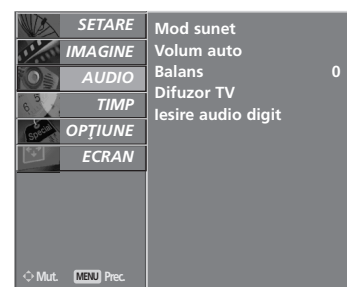 SETARE
IMAGINE
AUDIO
TIMP
Special
OPŢIUNE
ECRAN
Mod sunet
Volum auto
Balans 0
Difuzor TV
Iesire audio digit
Mut. MENU Prec.